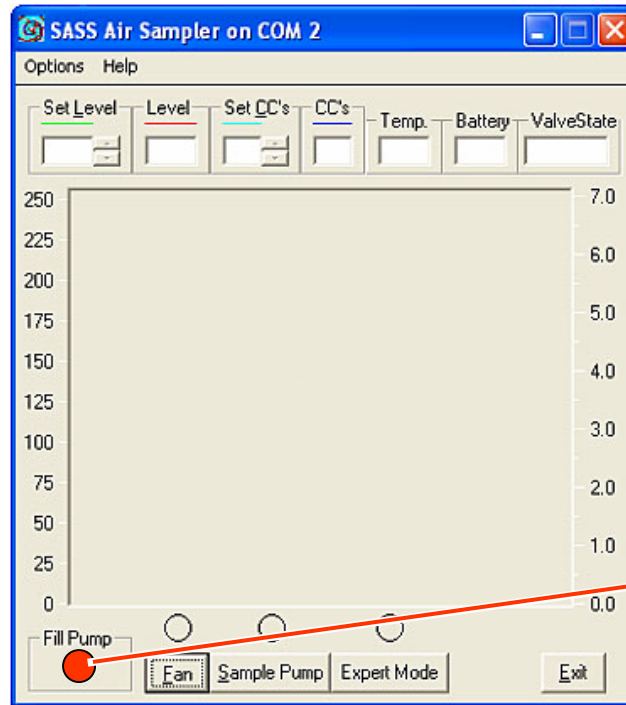 SASS Air Sampler on COM 2
Options Help
Set Level Level Set CC's CC's Temp. Battery ValveState
250 7.0
225 6.0
200
175 5.0
150 4.0
125
100 3.0
75 2.0
50
25 1.0
0 0.0
Fill Pump
Fan Sample Pump Expert Mode Exit